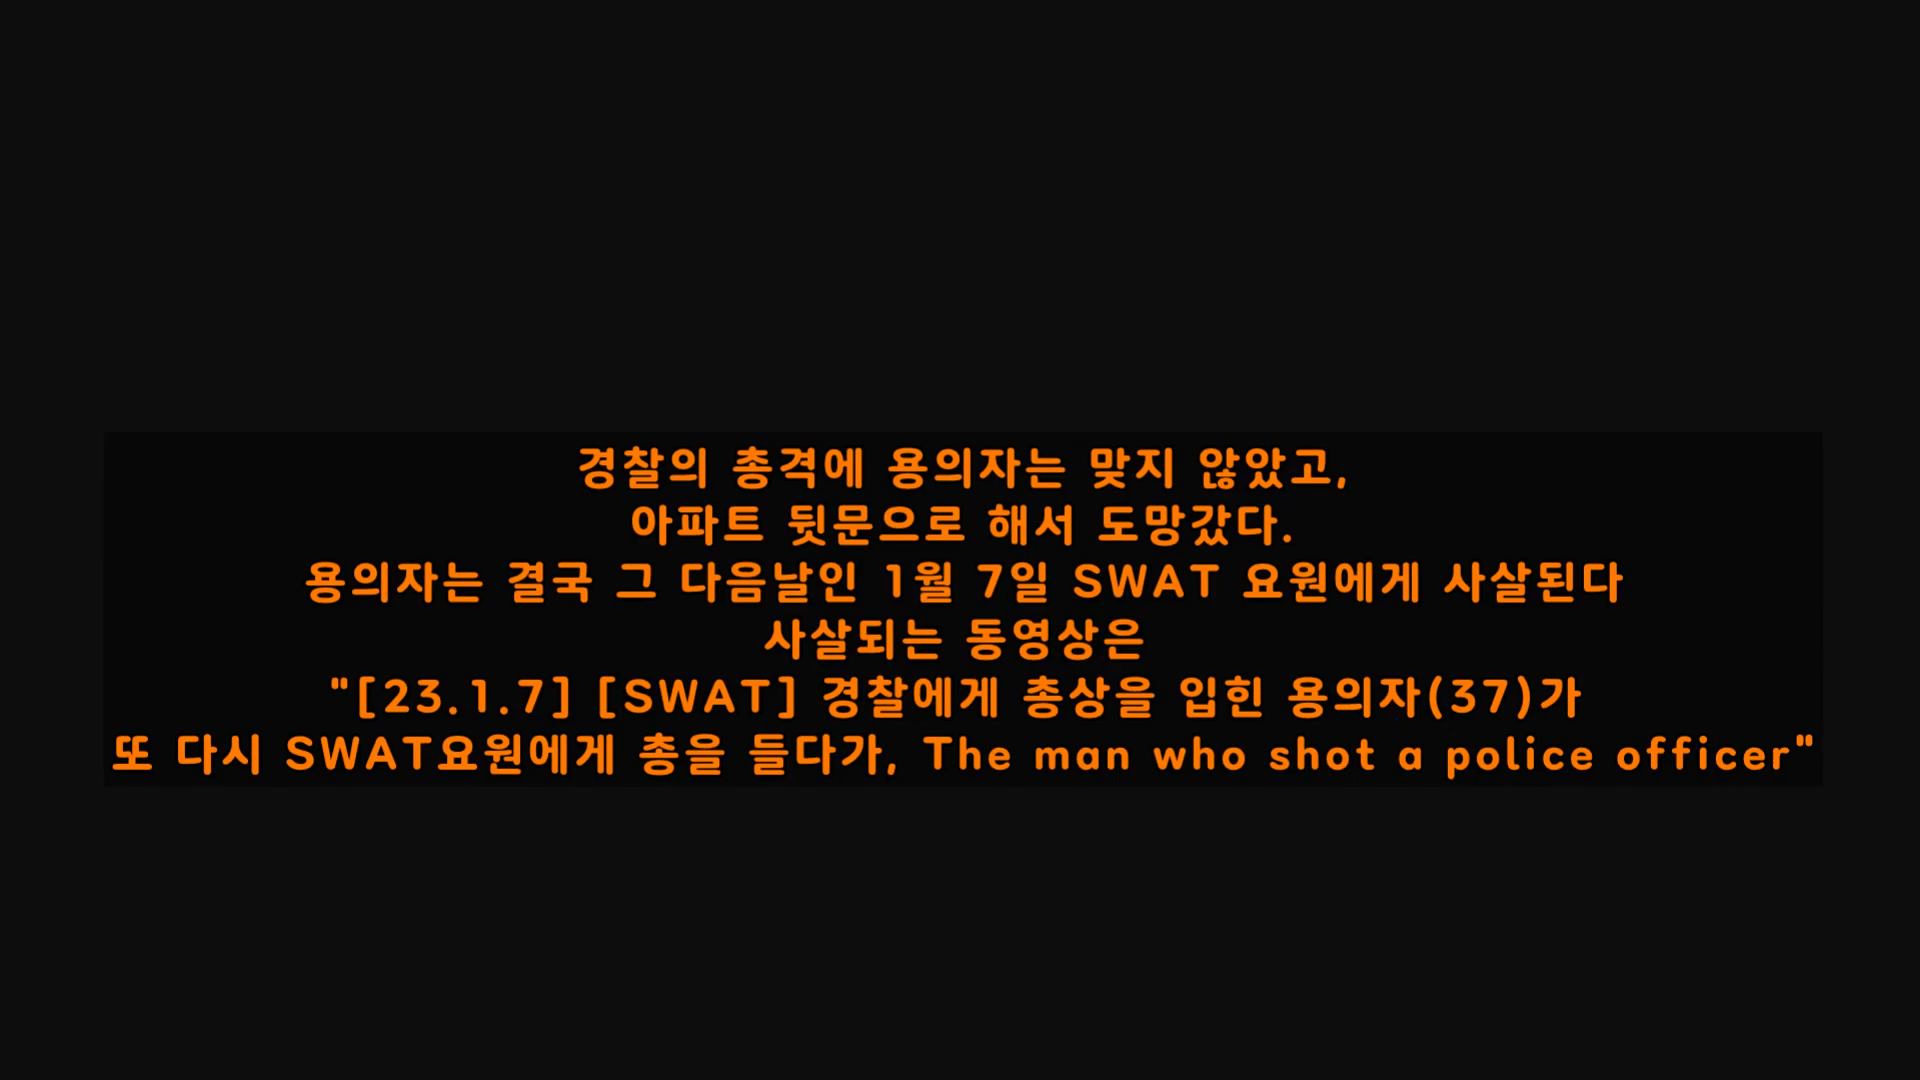 경찰의 총격에 용의자는 맞지 않았고,
아파트 뒷문으로 해서 도망갔다.
용의자는 결국 그 다음날인 1월 7일 SWAT 요원에게 사살된다
사살되는 동영상은
"[23.1.7] [SWAT] 경찰에게 총상을 입힌 용의자(37)가
또 다시 SWAT요원에게 총을 들다가, The man who shot a police officer"